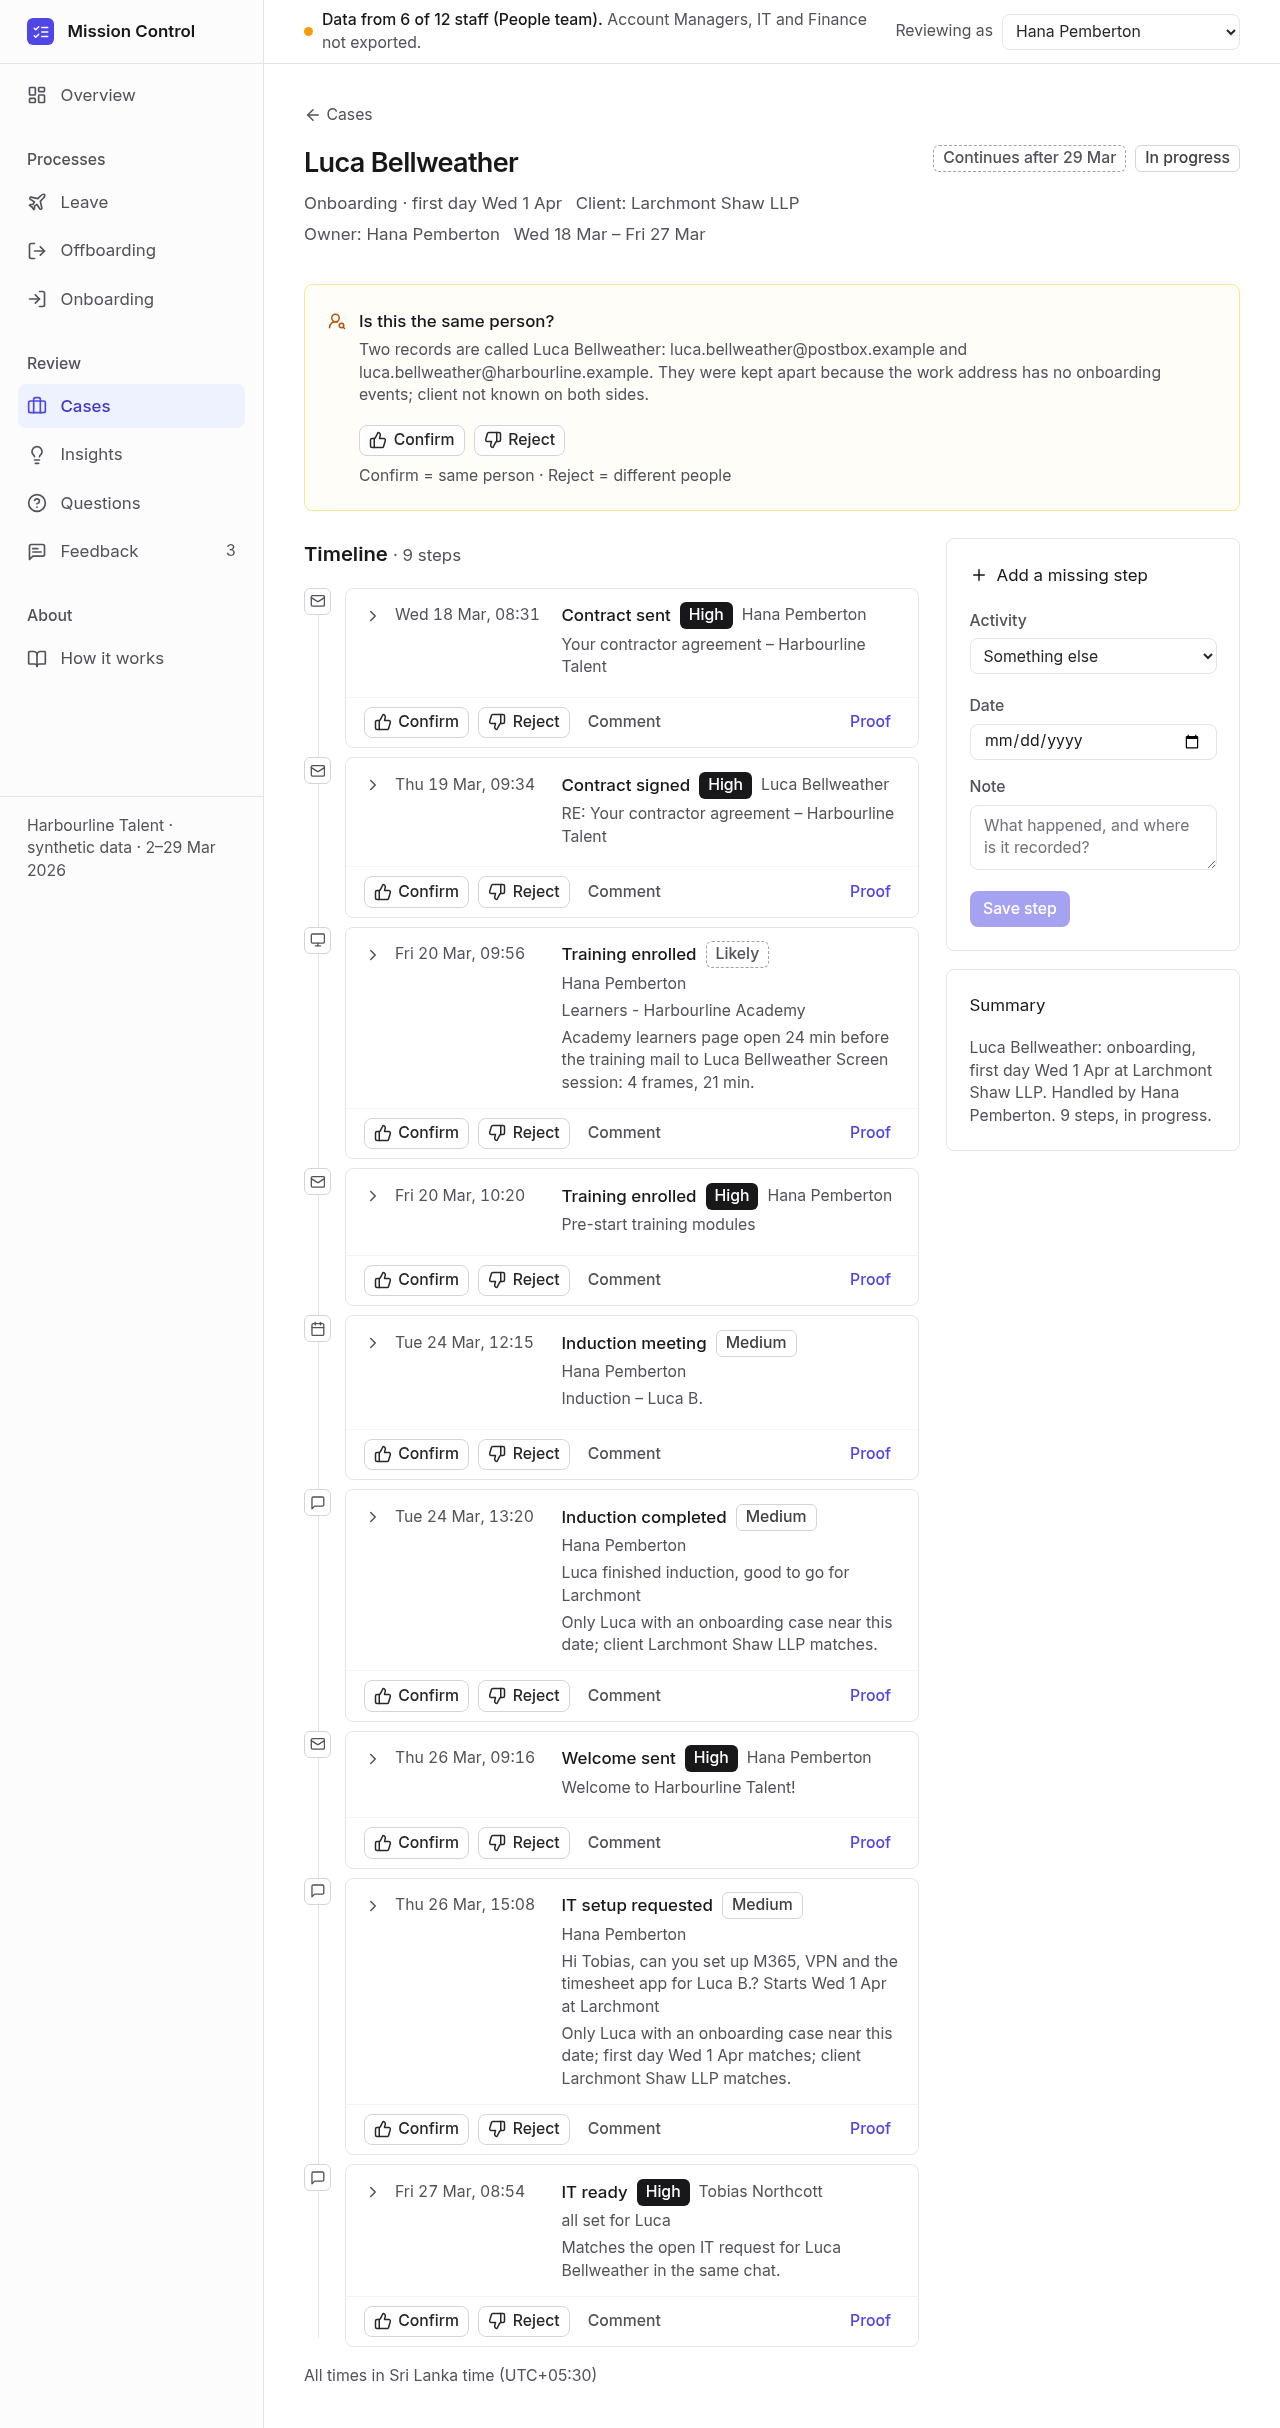 Mission Control
Data from 6 of 12 staff (People team). Account Managers, IT and Finance
not exported.
Reviewing as
Hana Pemberton
Overview
Processes
Leave
Offboarding
Onboarding
Review
Cases
Insights
Questions
Feedback 3
About
How it works
Harbourline Talent ·
synthetic data · 2–29 Mar
2026
Cases
Luca Bellweather
Continues after 29 Mar
In progress
Onboarding · first day Wed 1 Apr Client: Larchmont Shaw LLP
Owner: Hana Pemberton Wed 18 Mar – Fri 27 Mar
Is this the same person?
Two records are called Luca Bellweather: luca.bellweather@postbox.example and
luca.bellweather@harbourline.example. They were kept apart because the work address has no onboarding
events; client not known on both sides.
Confirm Reject
Confirm = same person · Reject = different people
Timeline · 9 steps
Wed 18 Mar, 08:31 Contract sent High Hana Pemberton
Your contractor agreement – Harbourline
Talent
Confirm Reject Comment Proof
Thu 19 Mar, 09:34 Contract signed High Luca Bellweather
RE: Your contractor agreement – Harbourline
Talent
Confirm Reject Comment Proof
Fri 20 Mar, 09:56 Training enrolled Likely
Hana Pemberton
Learners - Harbourline Academy
Academy learners page open 24 min before
the training mail to Luca Bellweather Screen
session: 4 frames, 21 min.
Confirm Reject Comment Proof
Fri 20 Mar, 10:20 Training enrolled High Hana Pemberton
Pre-start training modules
Confirm Reject Comment Proof
Tue 24 Mar, 12:15 Induction meeting Medium
Hana Pemberton
Induction – Luca B.
Confirm Reject Comment Proof
Tue 24 Mar, 13:20 Induction completed Medium
Hana Pemberton
Luca finished induction, good to go for
Larchmont
Only Luca with an onboarding case near this
date; client Larchmont Shaw LLP matches.
Confirm Reject Comment Proof
Thu 26 Mar, 09:16 Welcome sent High Hana Pemberton
Welcome to Harbourline Talent!
Confirm Reject Comment Proof
Thu 26 Mar, 15:08 IT setup requested Medium
Hana Pemberton
Hi Tobias, can you set up M365, VPN and the
timesheet app for Luca B.? Starts Wed 1 Apr
at Larchmont
Only Luca with an onboarding case near this
date; first day Wed 1 Apr matches; client
Larchmont Shaw LLP matches.
Confirm Reject Comment Proof
Fri 27 Mar, 08:54 IT ready High Tobias Northcott
all set for Luca
Matches the open IT request for Luca
Bellweather in the same chat.
Confirm Reject Comment Proof
All times in Sri Lanka time (UTC+05:30)
Add a missing step
Activity
Something else
Date
mm/dd/yyyy
Note
What happened, and where
is it recorded?
Save step
Summary
Luca Bellweather: onboarding,
first day Wed 1 Apr at Larchmont
Shaw LLP. Handled by Hana
Pemberton. 9 steps, in progress.